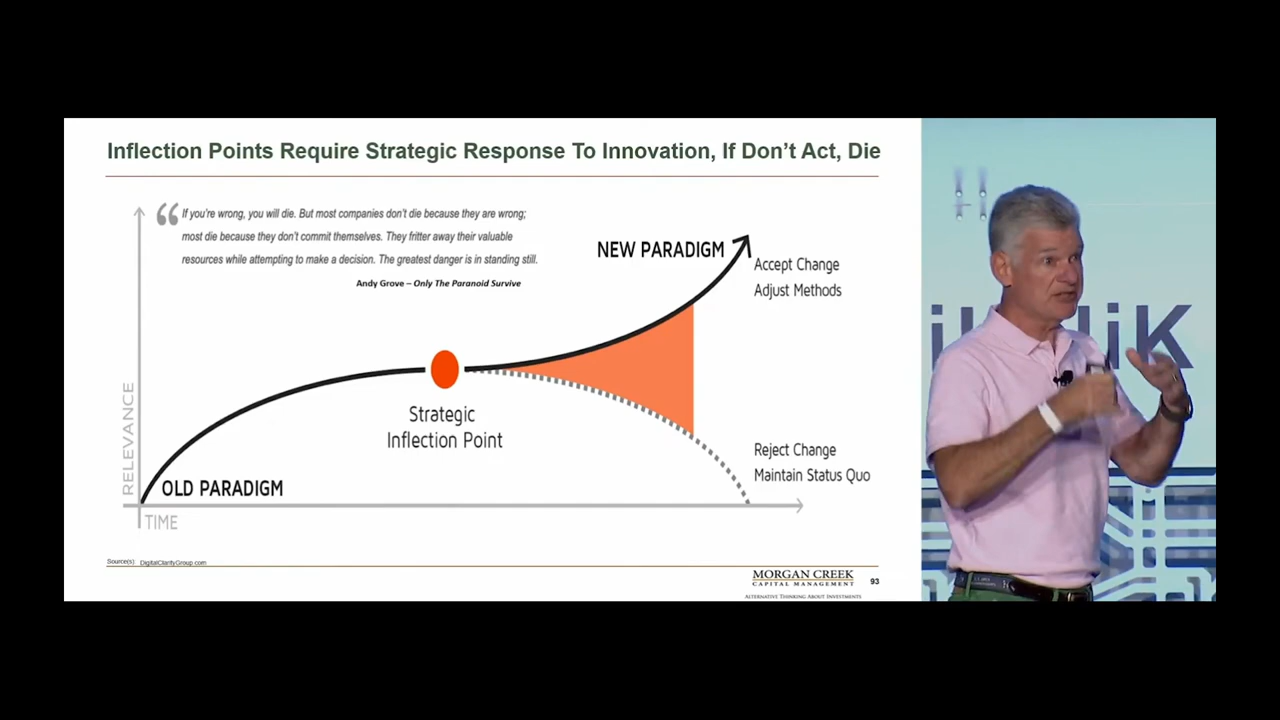 Inflection Points Require Strategic Response To Innovation, If Don't Act, Die
“ If you're wrong, you will die. But most companies don't die because they are wrong;
most die because they don't commit themselves. They fritter away their valuable
resources while attempting to make a decision. The greatest danger is in standing still.
Andy Grove – Only The Paranoid Survive
NEW PARADIGM
Accept Change
Adjust Methods
Strategic
Inflection Point
RELEVANCE
OLD PARADIGM
Reject Change
Maintain Status Quo
TIME
Source(s): DigitalClarityGroup.com
MORGAN CREEK
CAPITAL MANAGEMENT
ALTERNATIVE THINKING ABOUT INVESTMENTS
93